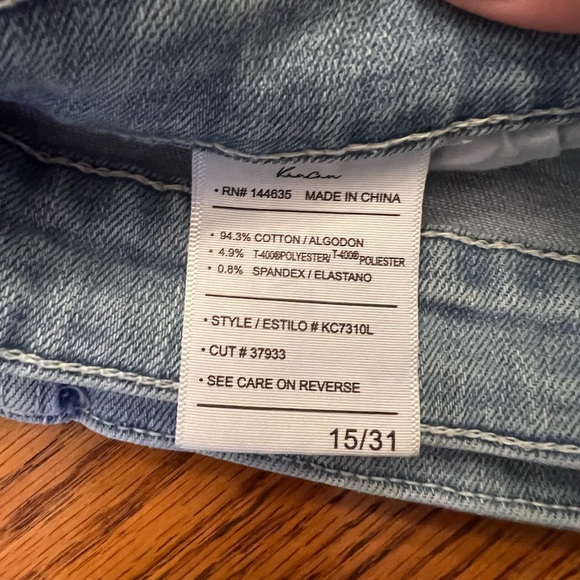 KanCan
• RN# 144635 MADE IN CHINA
• 94.3% COTTON / ALGODON
• 4.9% T-400®POLYESTER/ T-400® POLIESTER
• 0.8% SPANDEX / ELASTANO
• STYLE / ESTILO # KC7310L
• CUT # 37933
• SEE CARE ON REVERSE
15/31